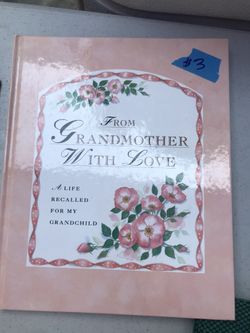 #3
FROM
GRANDMOTHER
WITH LOVE
A LIFE
RECALLED
FOR MY
GRANDCHILD